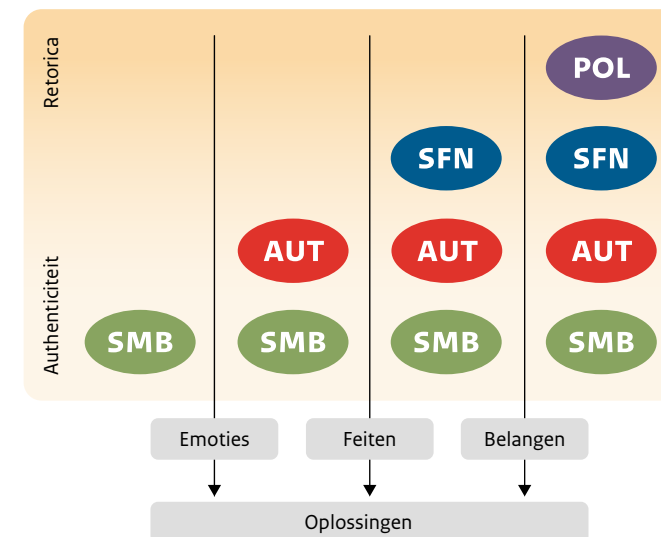 Retorica
POL
SFN SFN
Authenticiteit
AUT AUT AUT
SMB SMB SMB SMB
Emoties Feiten Belangen
Oplossingen